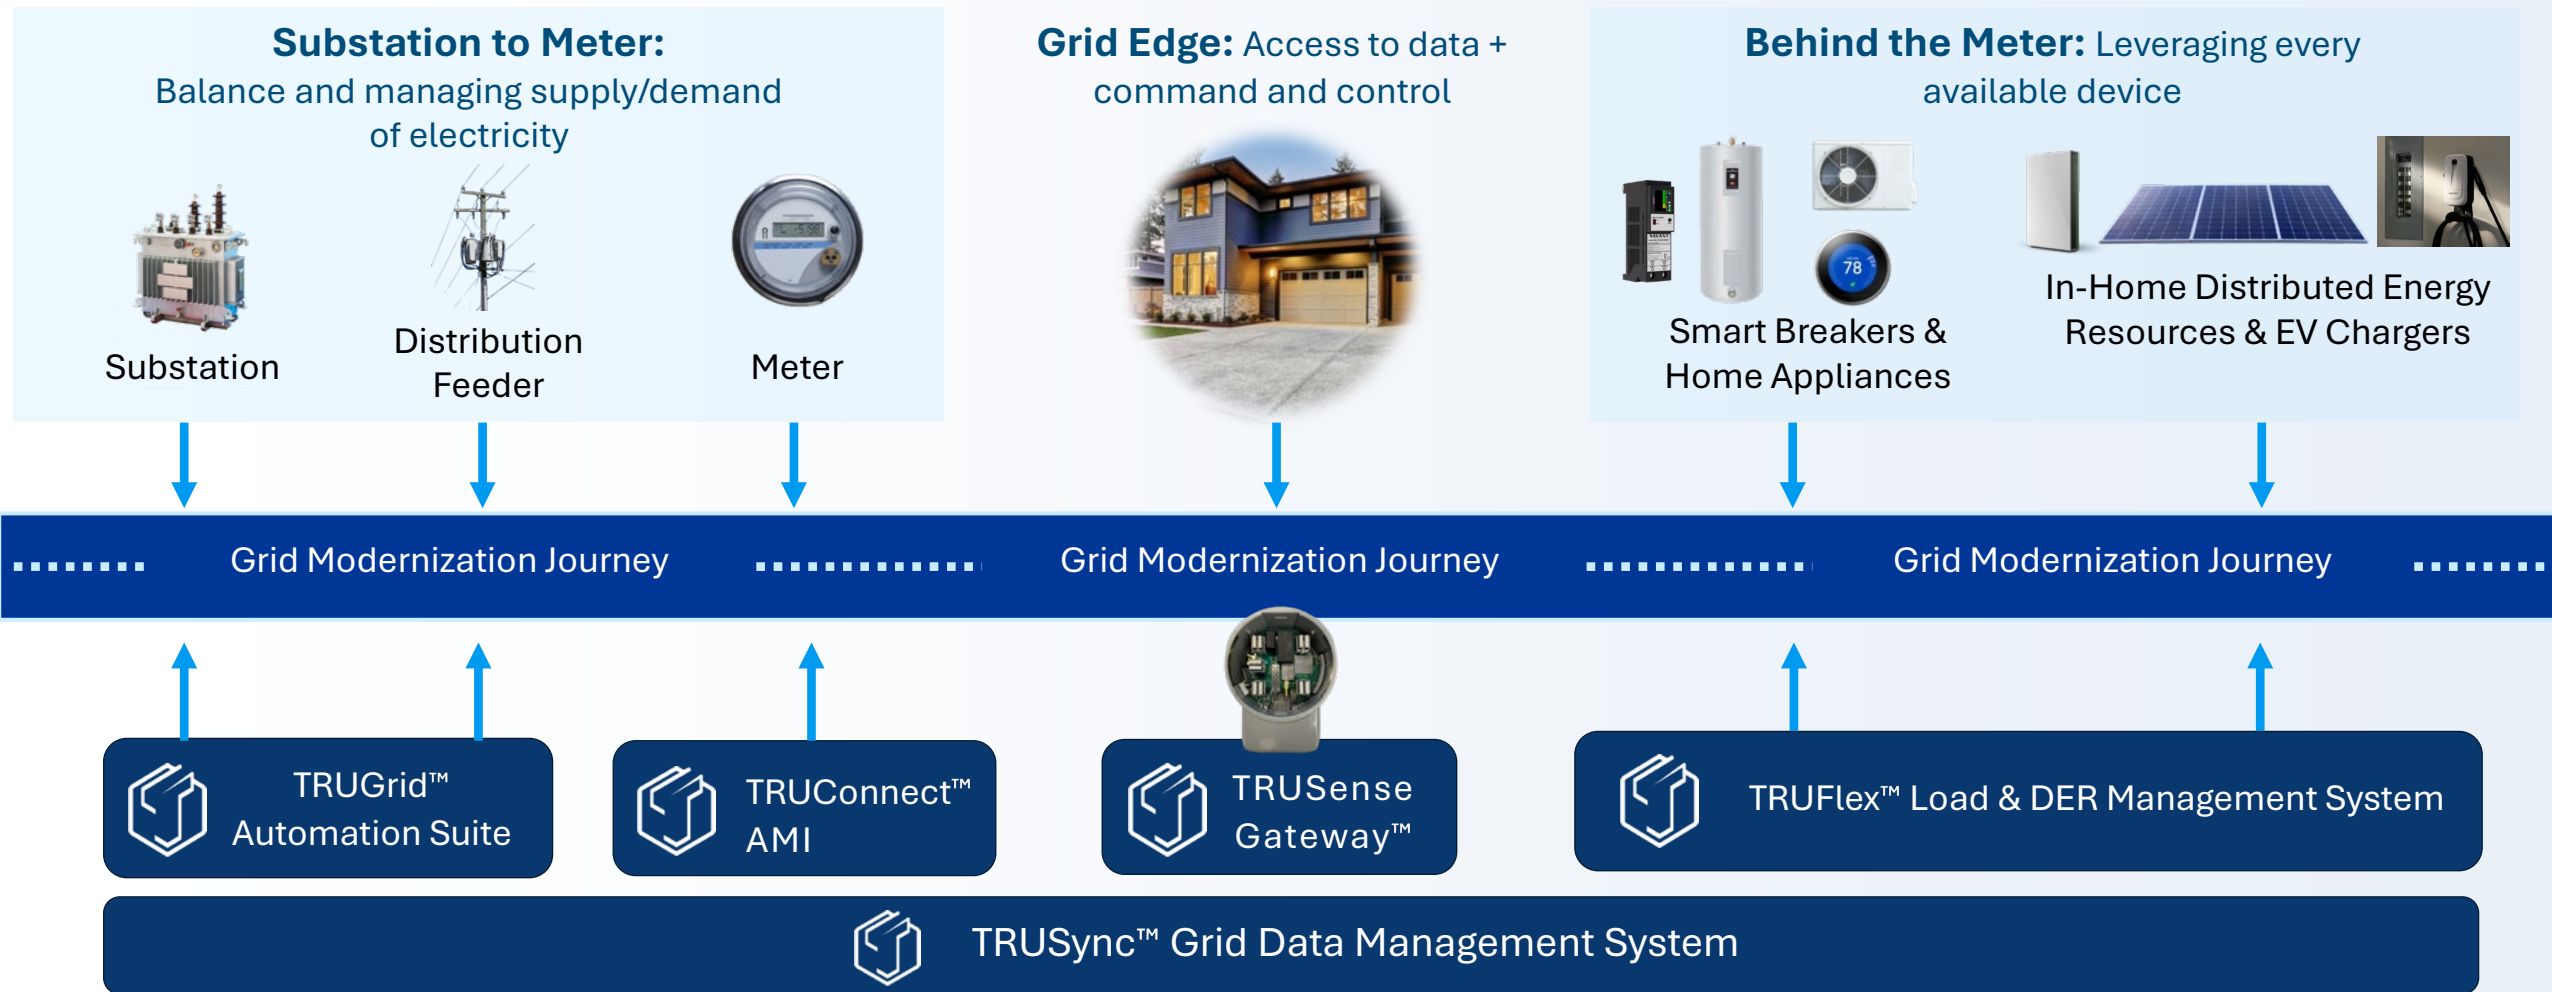 Substation to Meter:
Balance and managing supply/demand
of electricity
Substation
Distribution
Feeder
Meter
Grid Edge: Access to data +
command and control
Behind the Meter: Leveraging every
available device
78
Smart Breakers &
Home Appliances
In-Home Distributed Energy
Resources & EV Chargers
Grid Modernization Journey
Grid Modernization Journey
Grid Modernization Journey
TRUGrid™
Automation Suite
TRUConnect™
AMI
TRUSense
Gateway™
TRUFlex™ Load & DER Management System
TRUSync™ Grid Data Management System